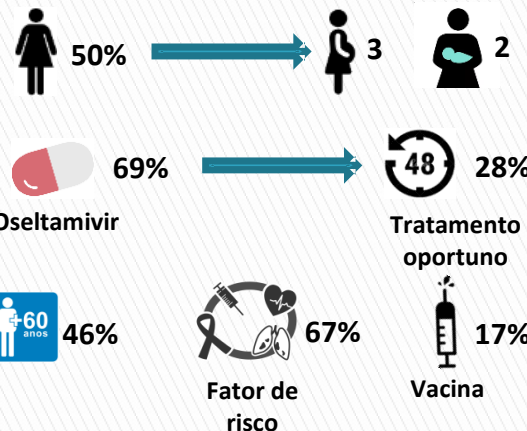 50%
3
2
69%
48
28%
Oseltamivir
Tratamento
oportuno
+60
anos
46%
67%
17%
Fator de
risco
Vacina